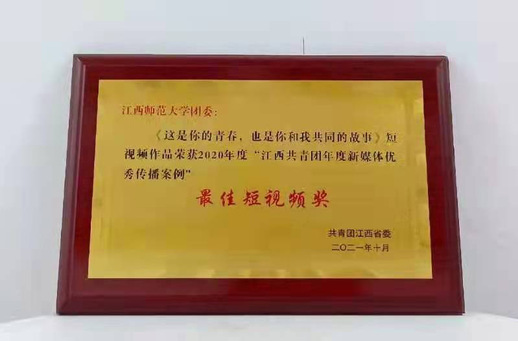 江西师范大学团委：
《这是你的青春，也是你和我共同的故事》短
视频作品荣获2020年度“江西共青团年度新媒体优
秀传播案例”
最佳短视频奖
共青团江西省委
二〇二一年十月